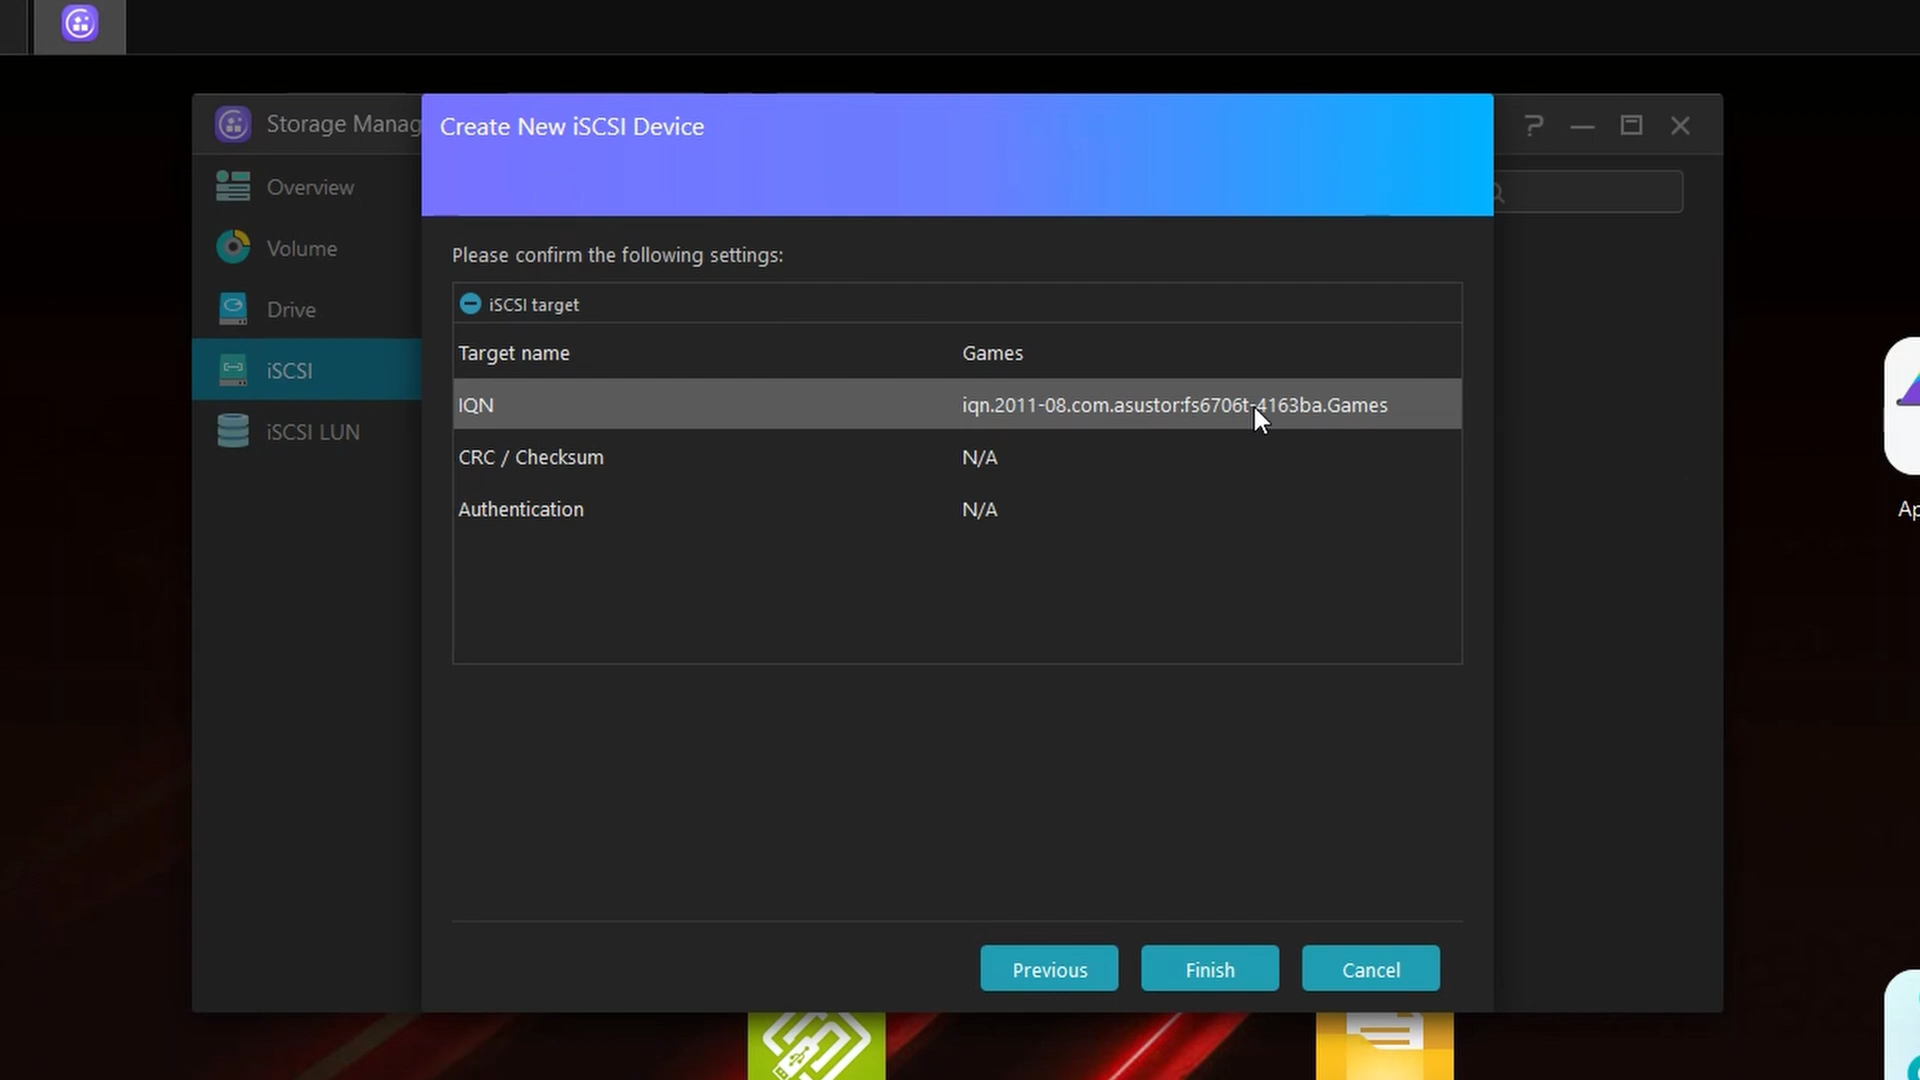 Storage Manag
Create New iSCSI Device
Overview
Volume
Drive
iSCSI
iSCSI LUN
Please confirm the following settings:
iSCSI target
Target name Games
IQN iqn.2011-08.com.asustor:fs6706t-4163ba.Games
CRC / Checksum N/A
Authentication N/A
Previous Finish Cancel
Ap